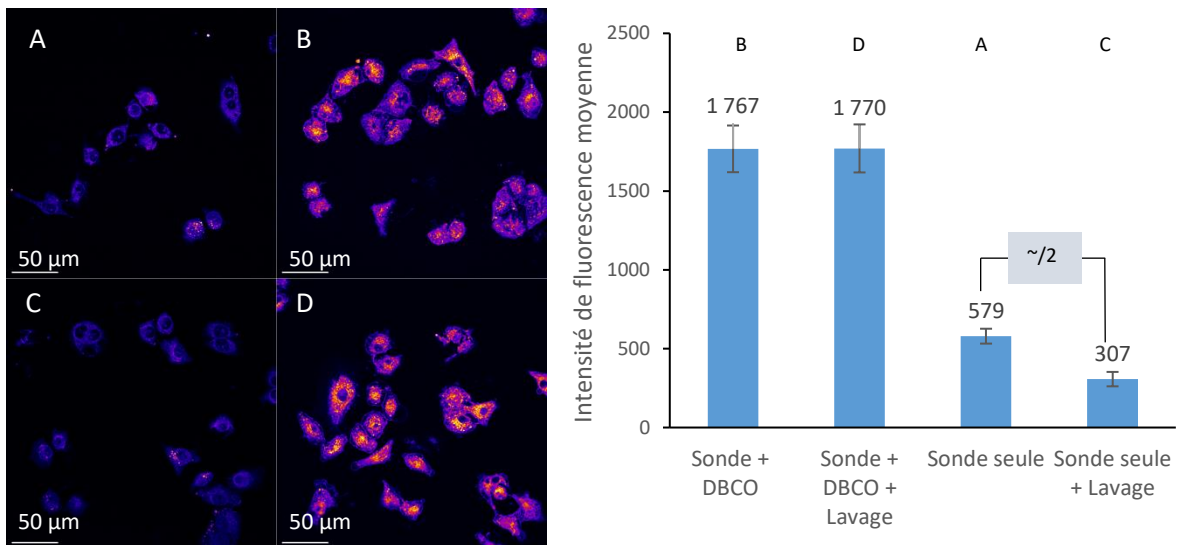 A
B
50 µm
50 µm
C
D
50 µm
50 µm
Intensité de fluorescence moyenne
2500
2000
1500
1000
500
0
B
D
A
C
1 767
1 770
579
307
~/2
Sonde +
DBCO
Sonde +
DBCO +
Lavage
Sonde seule
Sonde seule
+ Lavage